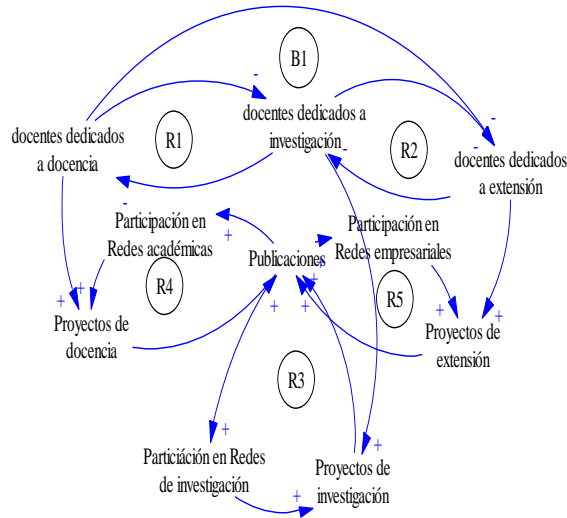 B1
-
docentes dedicados a
investigación
-
-
-
-
docentes dedicados
a docencia
R1
R2
docentes dedicados
a extensión
-
Participación en
Redes académicas
+
Participación en
Redes empresariales
Publicaciones
+
+
+
+
+
R4
R5
+
+
Proyectos de
docencia
+
+
Proyectos de
extensión
R3
+
Particiáción en Redes
de investigación
+
+
Proyectos de
investigación